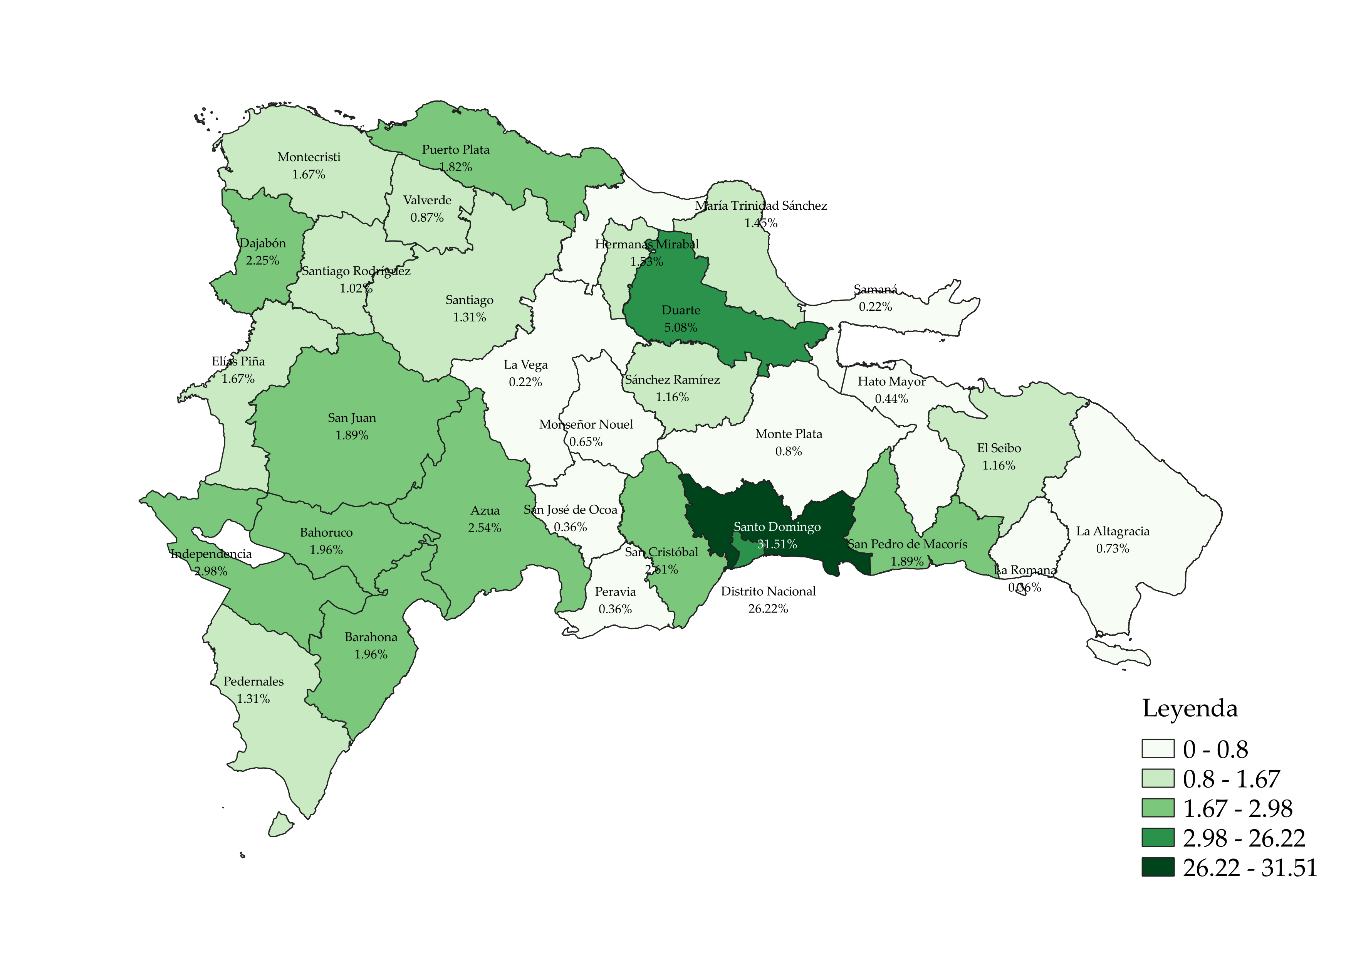 Puerto Plata
1.82%
Montecristi
1.67%
Valverde
0.87%
María Trinidad Sánchez
1.45%
Dajabón
2.25%
Hermanas Mirabal
1.53%
Santiago Rodríguez
1.02%
Samaná
0.22%
Santiago
1.31%
Duarte
5.08%
Elías Piña
1.67%
La Vega
0.22%
Sánchez Ramírez
1.16%
Hato Mayor
0.44%
San Juan
1.89%
Monseñor Nouel
0.65%
Monte Plata
0.8%
El Seibo
1.16%
Azua
2.54%
San José de Ocoa
0.36%
Santo Domingo
31.51%
Bahoruco
1.96%
La Altagracia
0.73%
Independencia
2.98%
San Cristóbal
2.61%
San Pedro de Macorís
1.89%
La Romana
0.36%
Peravia
0.36%
Distrito Nacional
26.22%
Barahona
1.96%
Pedernales
1.31%
Leyenda
0 - 0.8
0.8 - 1.67
1.67 - 2.98
2.98 - 26.22
26.22 - 31.51